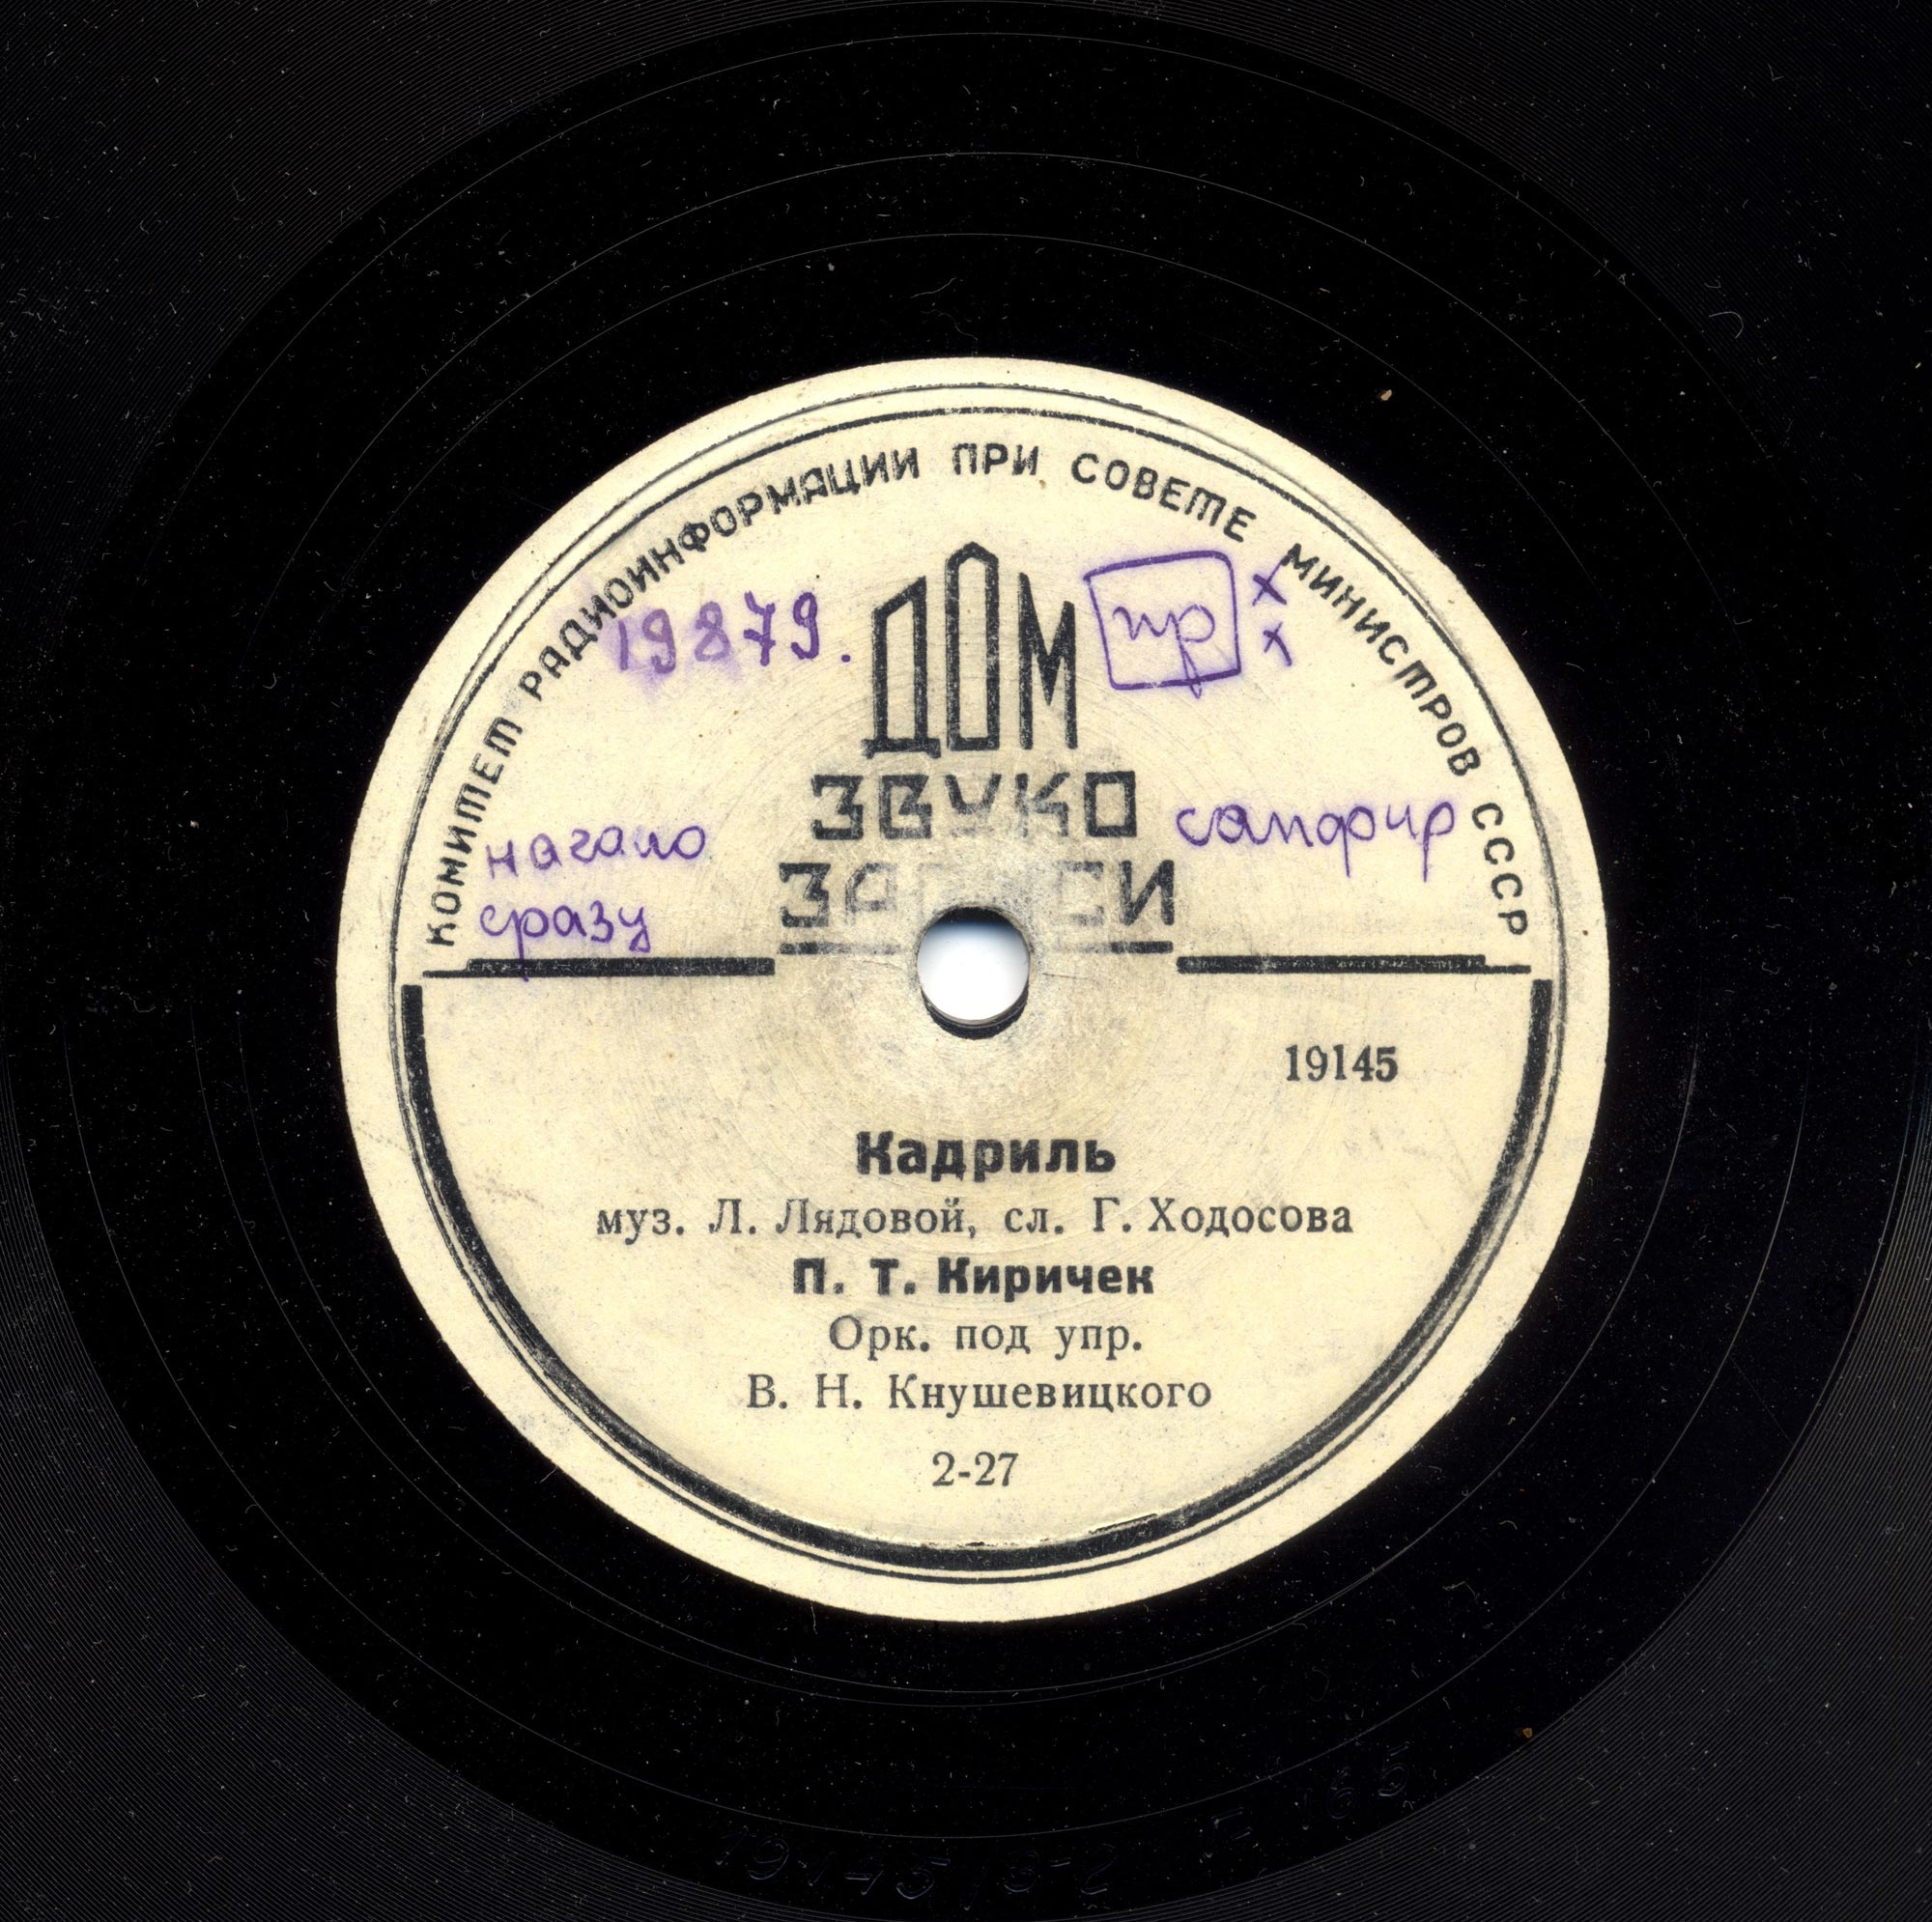 КОМИТЕТ РАДИОИНФОРМАЦИИ ПРИ СОВЕТЕ МИНИСТРОВ СССР
19879.
ДОМ
ЗВУКО
ЗАПИСИ
начало
сразу
сапфир
19145
Кадриль
муз. Л. Лядовой, сл. Г. Ходосова
П. Т. Киричек
Орк. под упр.
В. Н. Кнушевицкого
2-27